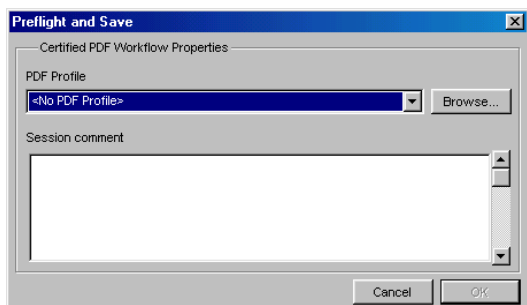 Preflight and Save
Certified PDF Workflow Properties
PDF Profile
<No PDF Profile>
Browse...
Session comment
Cancel
OK